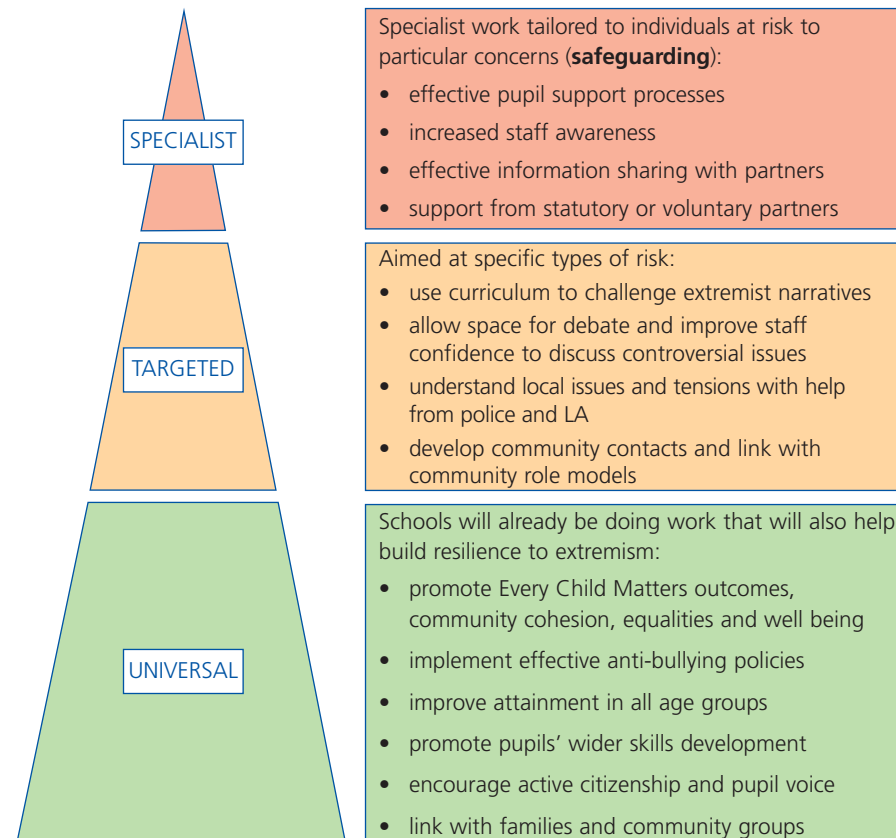 SPECIALIST
Specialist work tailored to individuals at risk to
particular concerns (safeguarding):
• effective pupil support processes
• increased staff awareness
• effective information sharing with partners
• support from statutory or voluntary partners
TARGETED
Aimed at specific types of risk:
• use curriculum to challenge extremist narratives
• allow space for debate and improve staff
confidence to discuss controversial issues
• understand local issues and tensions with help
from police and LA
• develop community contacts and link with
community role models
UNIVERSAL
Schools will already be doing work that will also help
build resilience to extremism:
• promote Every Child Matters outcomes,
community cohesion, equalities and well being
• implement effective anti-bullying policies
• improve attainment in all age groups
• promote pupils’ wider skills development
• encourage active citizenship and pupil voice
• link with families and community groups